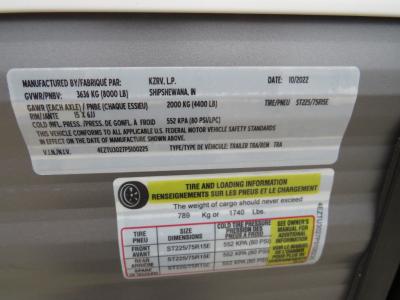 MANUFACTURED BY/FABRIQUÉ PAR: KZRV, L.P. DATE: 10/2022
GVWR/PNBV: 3636 KG (8000 LB) SHIPSHEWANA, IN
GAWR (EACH AXLE) / PNBE (CHAQUE ESSIEU) 2000 KG (4400 LB) TIRE/PNEU ST225/75R15E
RIM/JANTE 15 X 6JJ
COLD INFL. PRESS./PRESS. DE GONF. A FROID 552 KPA (80 PSI/LPC)
THIS VEHICLE CONFORMS TO ALL APPLICABLE U.S. FEDERAL MOTOR VEHICLE SAFETY STANDARDS
IN EFFECT ON THE DATE OF MANUFACTURE SHOWN ABOVE.
V.I.N./N.I.V.: 4EZTU3027P5100225 TYPE/TYPE DE VEHICULE: TRAILER TRA/REM TRA
TIRE AND LOADING INFORMATION
RENSEIGNEMENTS SUR LES PNEUS ET LE CHARGEMENT
The weight of cargo should never exceed
789 Kg or 1740 Lbs.
TIRE PNEU SIZE DIMENSIONS COLD TIRE PRESSURE
SEE OWNER'S MANUAL FOR ADDITIONAL INFORMATION
FRONT AVANT ST225/75R15E 552 KPA (80 PSI)
REAR ARRIERE ST225/75R15E 552 KPA (80 PSI)
SPARE